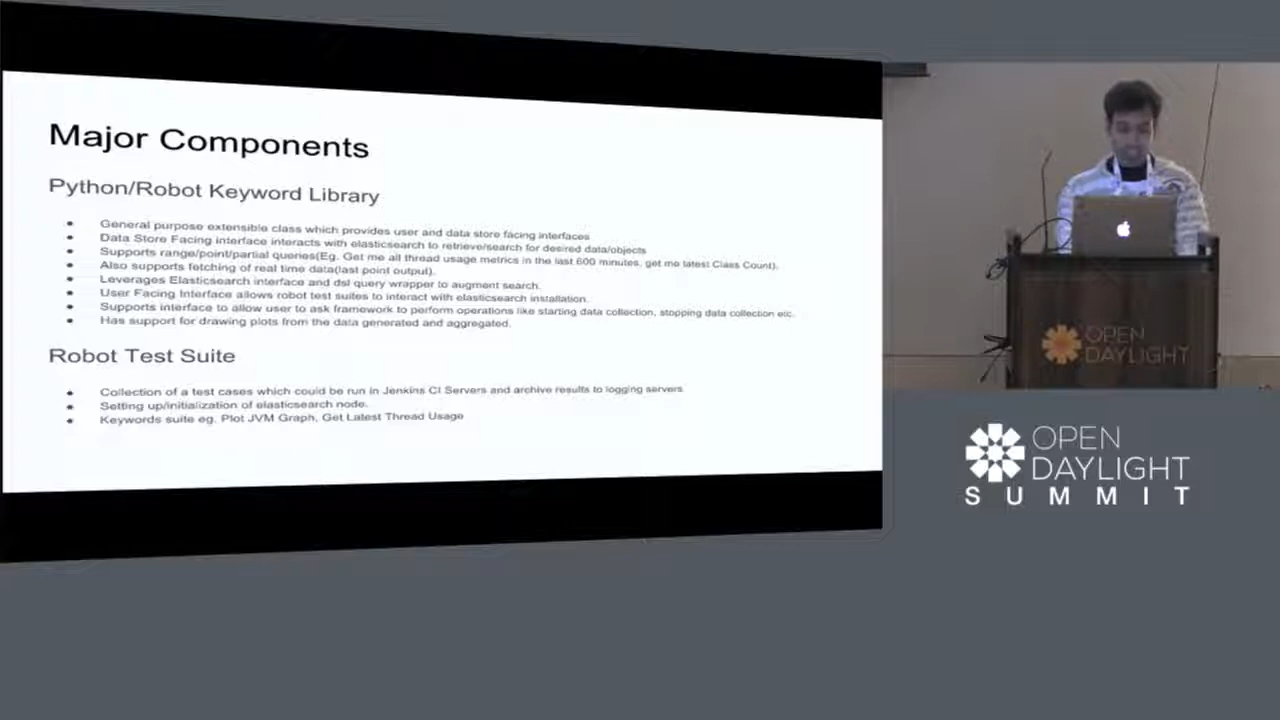 Major Components
Python/Robot Keyword Library
● General purpose extensible class which provides user and data store facing interfaces
● Data Store Facing interface interacts with elasticsearch to retrieve/search for desired data/objects
● Supports range/point/partial queries(Eg. Get me all thread usage metrics in the last 600 minutes, get me latest Class Count).
● Also supports fetching of real time data(last point output).
● Leverages Elasticsearch interface and dsl query wrapper to augment search.
● User Facing Interface allows robot test suites to interact with elasticsearch installation.
● Supports interface to allow user to ask framework to perform operations like starting data collection, stopping data collection etc.
● Has support for drawing plots from the data generated and aggregated.
Robot Test Suite
● Collection of a test cases which could be run in Jenkins CI Servers and archive results to logging servers
● Setting up/initialization of elasticsearch node.
● Keywords suite eg. Plot JVM Graph, Get Latest Thread Usage
OPEN
DAYLIGHT
OPEN
DAYLIGHT
SUMMIT